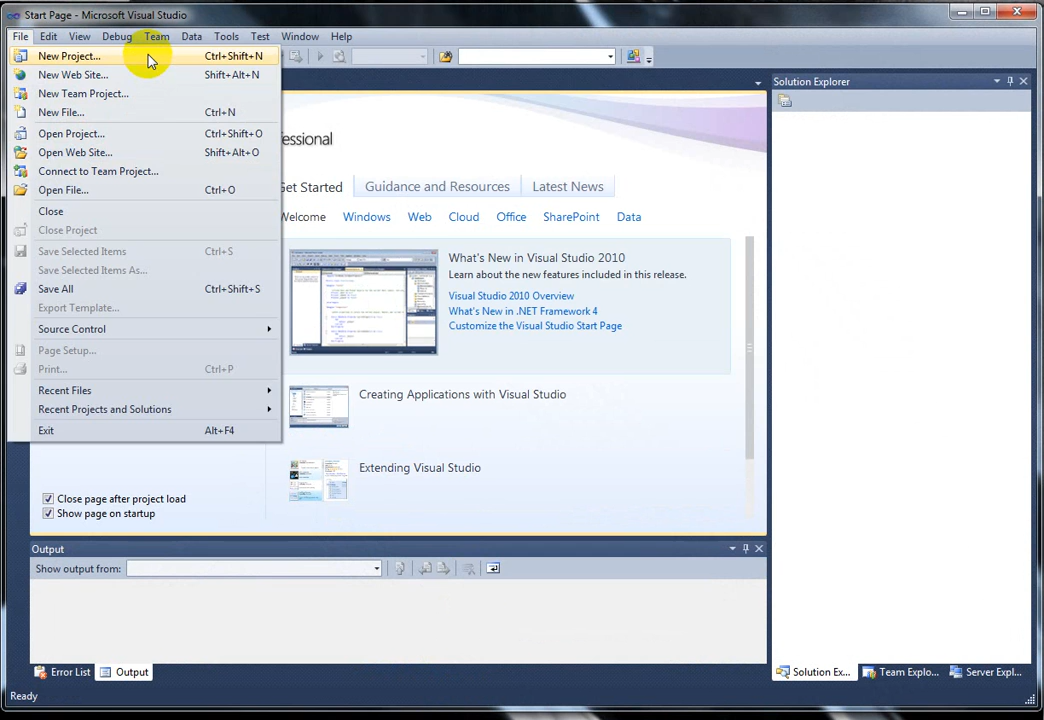 Start Page - Microsoft Visual Studio
File Edit View Debug Team Data Tools Test Window Help
New Project... Ctrl+Shift+N
New Web Site... Shift+Alt+N
New Team Project...
New File... Ctrl+N
Open Project... Ctrl+Shift+O
Open Web Site... Shift+Alt+O
Connect to Team Project...
Open File... Ctrl+O
Close
Close Project
Save Selected Items Ctrl+S
Save Selected Items As...
Save All Ctrl+Shift+S
Export Template...
Source Control
Page Setup...
Print... Ctrl+P
Recent Files
Recent Projects and Solutions
Exit Alt+F4
Close page after project load
Show page on startup
fessional
Get Started Guidance and Resources Latest News
Welcome Windows Web Cloud Office SharePoint Data
What's New in Visual Studio 2010
Learn about the new features included in this release.
Visual Studio 2010 Overview
What's New in .NET Framework 4
Customize the Visual Studio Start Page
Creating Applications with Visual Studio
Extending Visual Studio
Solution Explorer
Output
Show output from:
Error List Output
Solution Ex... Team Explo... Server Expl...
Ready